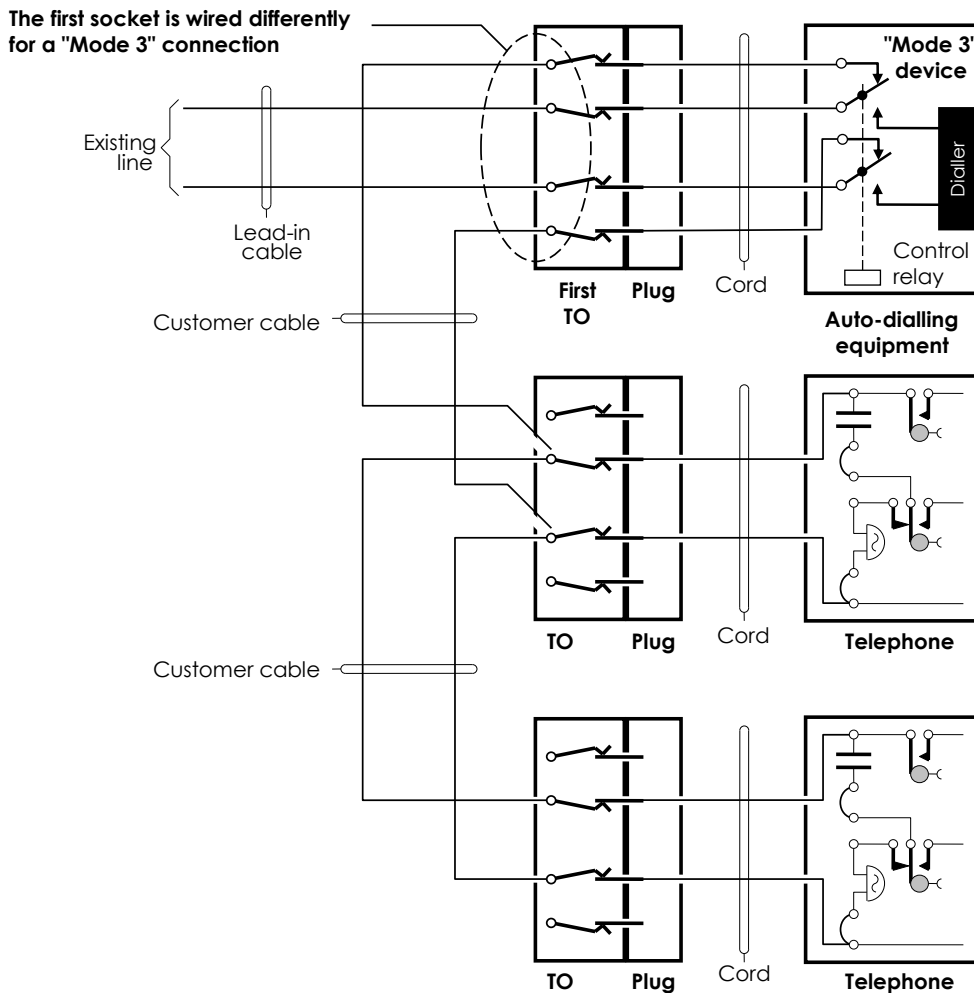 The first socket is wired differently
for a "Mode 3" connection
"Mode 3"
device
Existing
line
Dialler
Lead-in
cable
Control
relay
First
TO
Plug
Cord
Customer cable
Auto-dialling
equipment
TO
Plug
Cord
Telephone
Customer cable
TO
Plug
Cord
Telephone